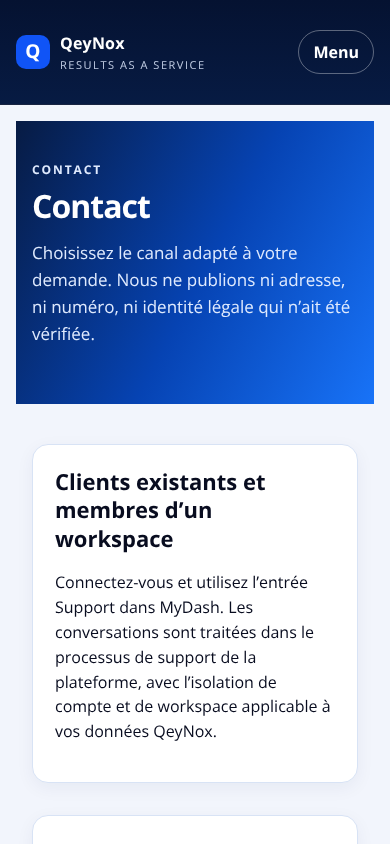 Q
QeyNox
RESULTS AS A SERVICE
Menu
CONTACT
Contact
Choisissez le canal adapté à votre
demande. Nous ne publions ni adresse,
ni numéro, ni identité légale qui n’ait été
vérifiée.
Clients existants et
membres d’un
workspace
Connectez-vous et utilisez l’entrée
Support dans MyDash. Les
conversations sont traitées dans le
processus de support de la
plateforme, avec l’isolation de
compte et de workspace applicable à
vos données QeyNox.